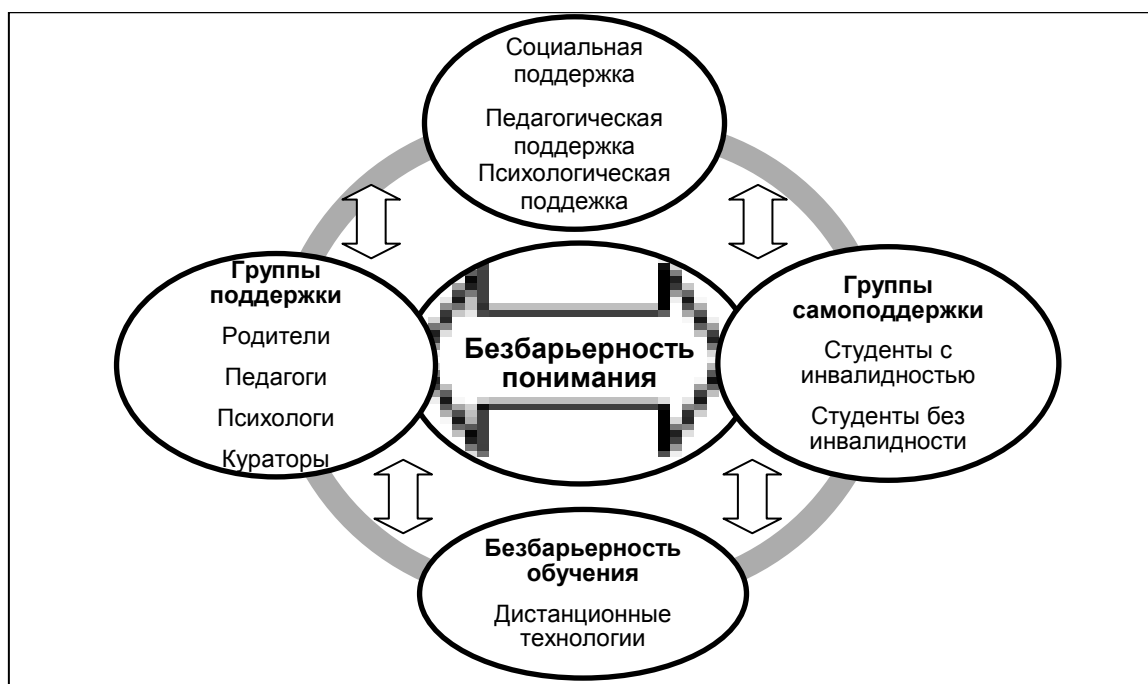 Социальная
поддержка
Педагогическая
поддержка
Психологическая
поддежка
Группы
поддержки
Родители
Педагоги
Психологи
Кураторы
Безбарьерность
понимания
Группы
самоподдержки
Студенты с
инвалидностью
Студенты без
инвалидности
Безбарьерность
обучения
Дистанционные
технологии